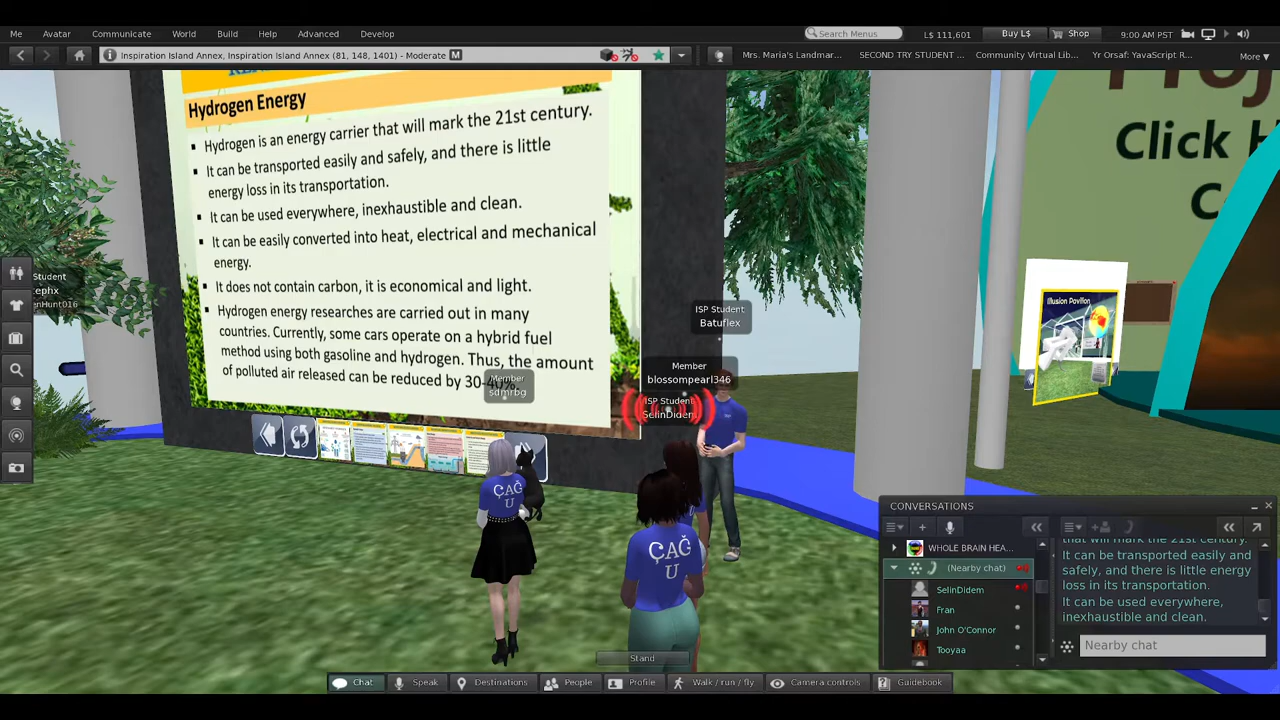 Me Avatar Communicate World Build Help Advanced Develop
Search Menus
L$ 111,601
Buy L$
Shop
9:00 AM PST
Inspiration Island Annex, Inspiration Island Annex (81, 148, 1401) - Moderate M
Mrs. Maria's Landmar...
SECOND TRY STUDENT ...
Community Virtual Lib...
Yr Orsaf: YavaScript R...
More
Hydrogen Energy
Hydrogen is an energy carrier that will mark the 21st century.
It can be transported easily and safely, and there is little
energy loss in its transportation.
It can be used everywhere, inexhaustible and clean.
It can be easily converted into heat, electrical and mechanical
energy.
It does not contain carbon, it is economical and light.
Hydrogen energy researches are carried out in many
countries. Currently, some cars operate on a hybrid fuel
method using both gasoline and hydrogen. Thus, the amount
of polluted air released can be reduced by 30-40%.
Click H
Illusion Pavilion
Student
ISP Student
Batuflex
Member
blossompearl346
ISP Student
SelinDidem
Member
sdmrbg
ÇAĞ
U
ÇAĞ
U
CONVERSATIONS
WHOLE BRAIN HEA...
(Nearby chat)
SelinDidem
Fran
John O'Connor
Tooyaa
that will mark the 21st century.
It can be transported easily and
safely, and there is little energy
loss in its transportation.
It can be used everywhere,
inexhaustible and clean.
Nearby chat
Stand
Chat Speak Destinations People Profile Walk / run / fly Camera controls Guidebook